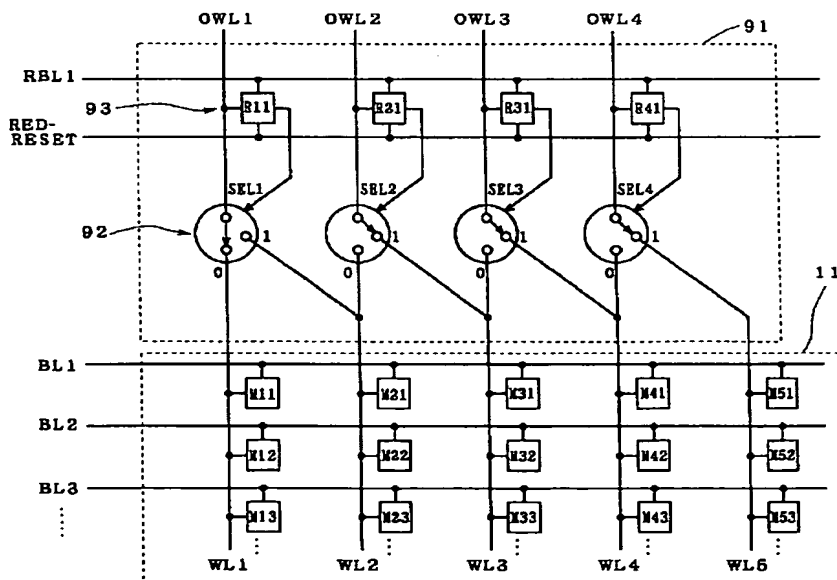 OWL1 OWL2 OWL3 OWL4 91
RBL1
93 R11 R21 R31 R41
RED-
RESET
SEL1 SEL2 SEL3 SEL4
92 1 1 1 1
0 0 0 0
11
BL1
M11 M21 M31 M41 M51
BL2
M12 M22 M32 M42 M52
BL3
M13 M23 M33 M43 M53
WL1 WL2 WL3 WL4 WL5